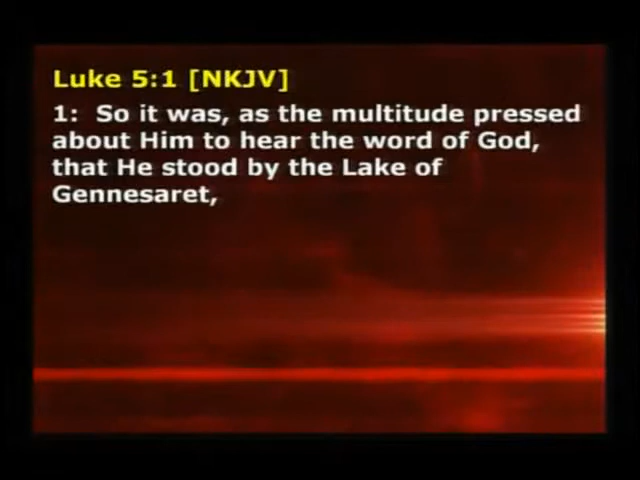 Luke 5:1 [NKJV]
1:  So it was, as the multitude pressed
about Him to hear the word of God,
that He stood by the Lake of
Gennesaret,